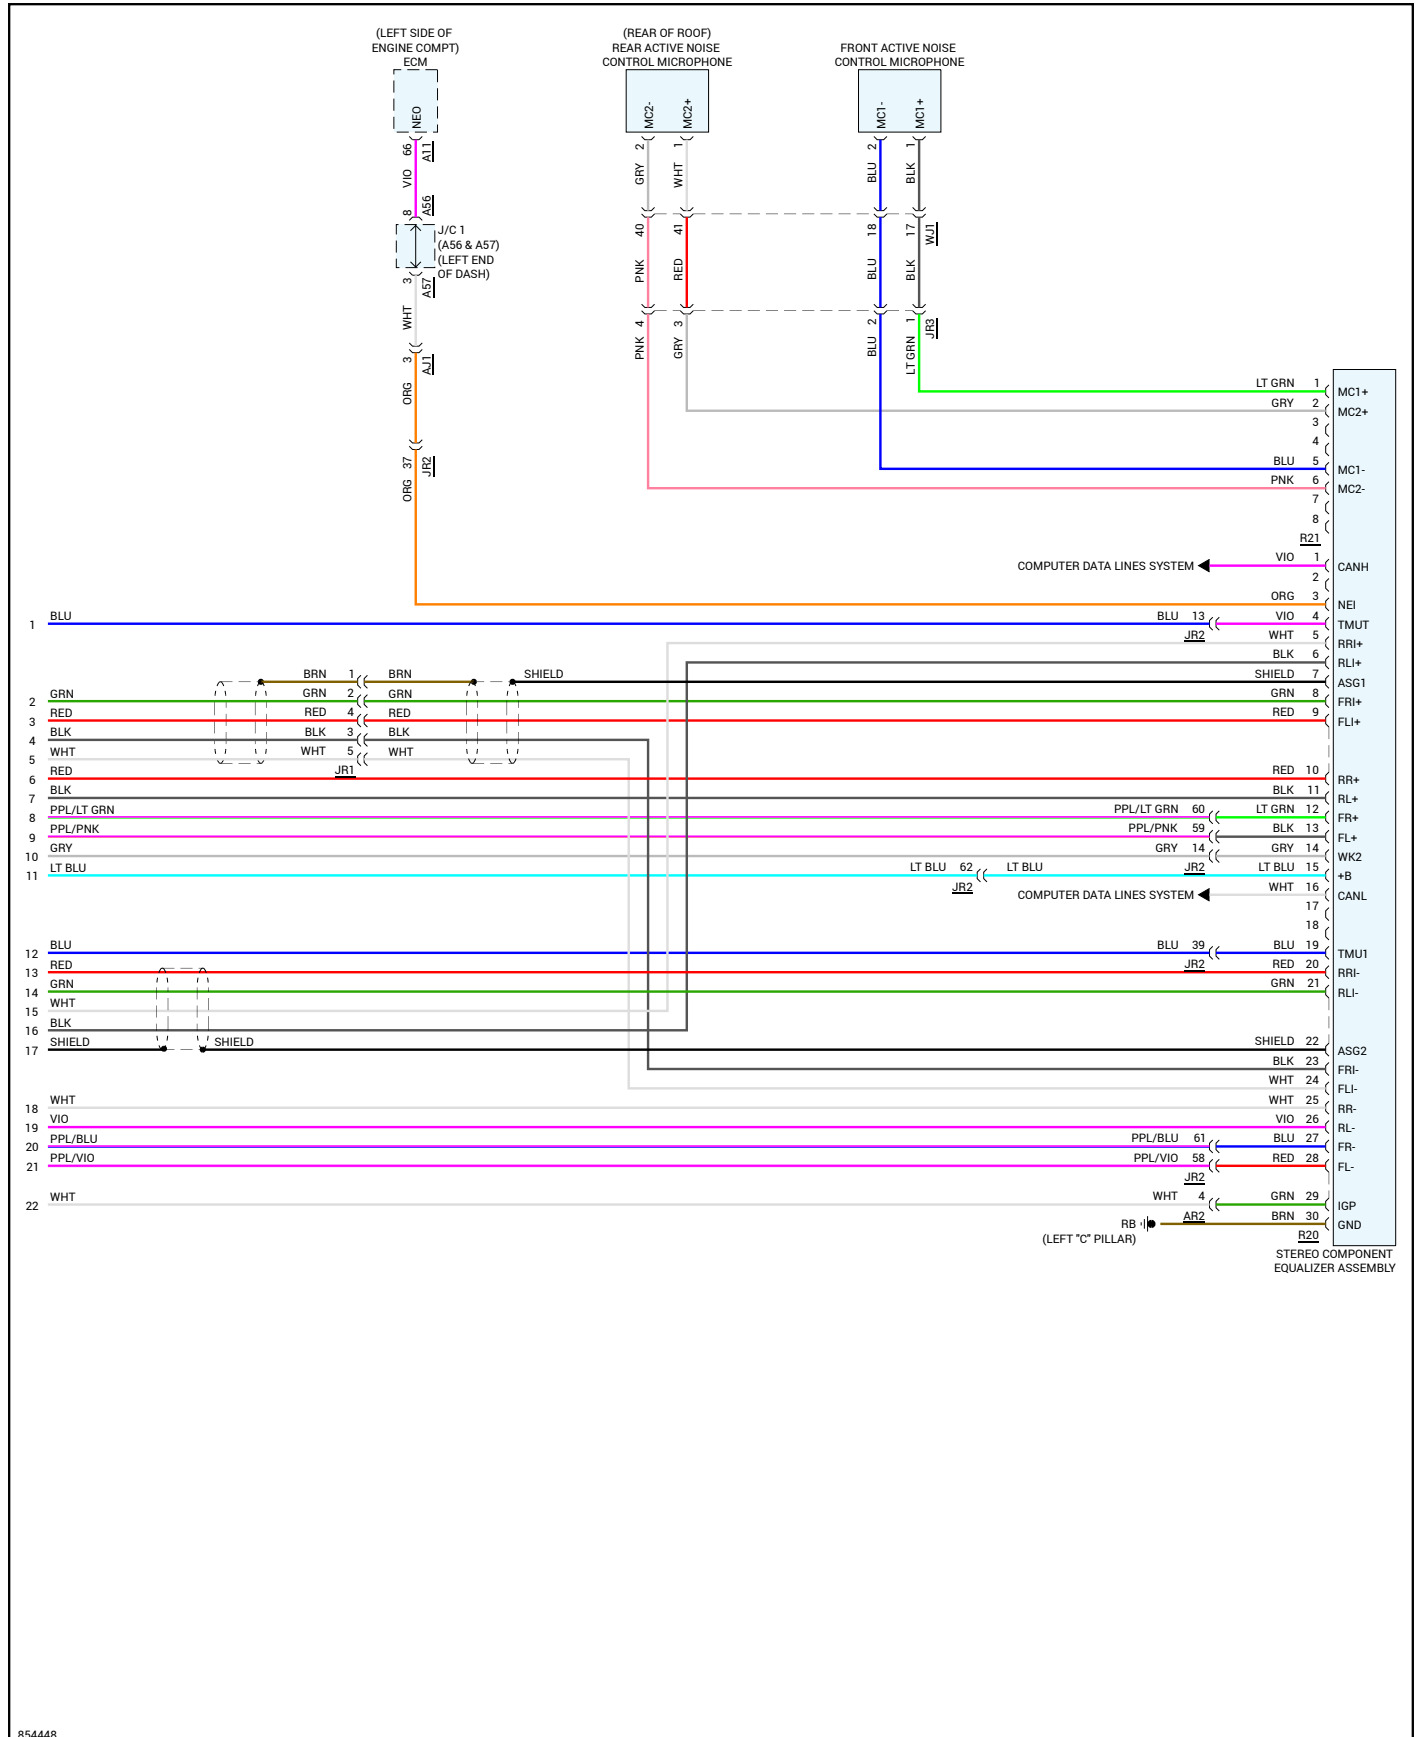 (LEFT SIDE OF
ENGINE COMPT)
ECM
(REAR OF ROOF)
REAR ACTIVE NOISE
CONTROL MICROPHONE
FRONT ACTIVE NOISE
CONTROL MICROPHONE
NEO
MC2-
MC2+
MC1-
MC1+
66
A11
VIO
8
A56
2
GRY
1
WHT
2
BLU
1
BLK
J/C 1
(A56 & A57)
(LEFT END
OF DASH)
40
41
18
17
WJ1
3
A57
WHT
PNK
RED
BLU
BLK
3
AJ1
ORG
4
PNK
3
GRY
2
BLU
1
LT GRN
JR3
37
JR2
ORG
LT GRN 1 MC1+
GRY 2 MC2+
3
4
BLU 5 MC1-
PNK 6 MC2-
7
8
R21
COMPUTER DATA LINES SYSTEM VIO 1 CANH
2
ORG 3 NEI
1 BLU BLU 13 VIO 4 TMUT
JR2 WHT 5 RRI+
BLK 6 RLI+
BRN 1 BRN SHIELD SHIELD 7 ASG1
2 GRN GRN 2 GRN GRN 8 FRI+
3 RED RED 4 RED RED 9 FLI+
4 BLK BLK 3 BLK
5 WHT WHT 5 WHT
JR1
6 RED RED 10 RR+
7 BLK BLK 11 RL+
8 PPL/LT GRN PPL/LT GRN 60 LT GRN 12 FR+
9 PPL/PNK PPL/PNK 59 BLK 13 FL+
10 GRY GRY 14 GRY 14 WK2
11 LT BLU LT BLU 62 LT BLU JR2 LT BLU 15 +B
JR2
COMPUTER DATA LINES SYSTEM WHT 16 CANL
17
18
12 BLU BLU 39 BLU 19 TMU1
13 RED JR2 RED 20 RRI-
14 GRN GRN 21 RLI-
15 WHT
16 BLK
17 SHIELD SHIELD SHIELD 22 ASG2
BLK 23 FRI-
WHT 24 FLI-
18 WHT WHT 25 RR-
19 VIO VIO 26 RL-
20 PPL/BLU PPL/BLU 61 BLU 27 FR-
21 PPL/VIO PPL/VIO 58 RED 28 FL-
JR2
22 WHT WHT 4 GRN 29 IGP
RB AR2 BRN 30 GND
(LEFT "C" PILLAR)
R20
STEREO COMPONENT
EQUALIZER ASSEMBLY
854448